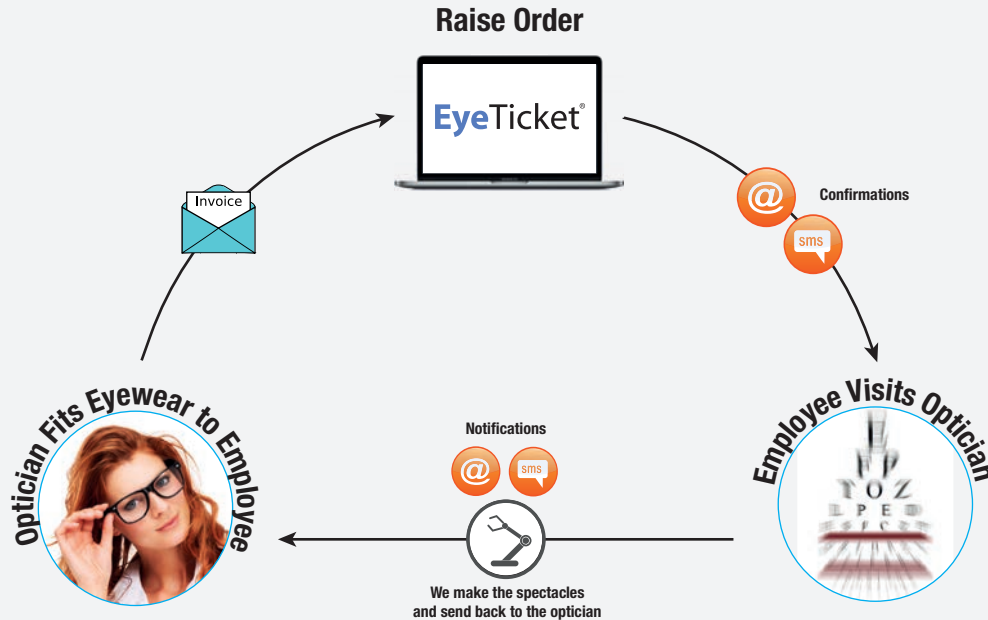 Raise Order
EyeTicket®
Invoice
@
Confirmations
sms
Employee Visits Optician
E
F P
T O Z
L P E
Notifications
@
sms
We make the spectacles
and send back to the optician
Optician Fits Eyewear to Employee